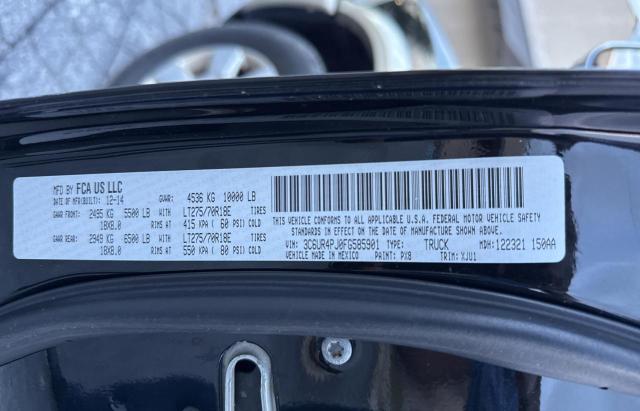 MFD BY FCA US LLC
DATE OF MFR(BUILT): 12-14 GVWR: 4536 KG 10000 LB
GAWR FRONT: 2495 KG 5500 LB WITH LT275/70R18E TIRES
18X8.0 RIMS AT 415 KPA ( 60 PSI) COLD
GAWR REAR: 2948 KG 6500 LB WITH LT275/70R18E TIRES
18X8.0 RIMS AT 550 KPA ( 80 PSI) COLD
THIS VEHICLE CONFORMS TO ALL APPLICABLE U.S.A. FEDERAL MOTOR VEHICLE SAFETY
STANDARDS IN EFFECT ON THE DATE OF MANUFACTURE SHOWN ABOVE.
VIN: 3C6UR4PJ0FG585901 TYPE: TRUCK MDH: 122321 150AA
VEHICLE MADE IN MEXICO PAINT: PX8 TRIM: XJU1